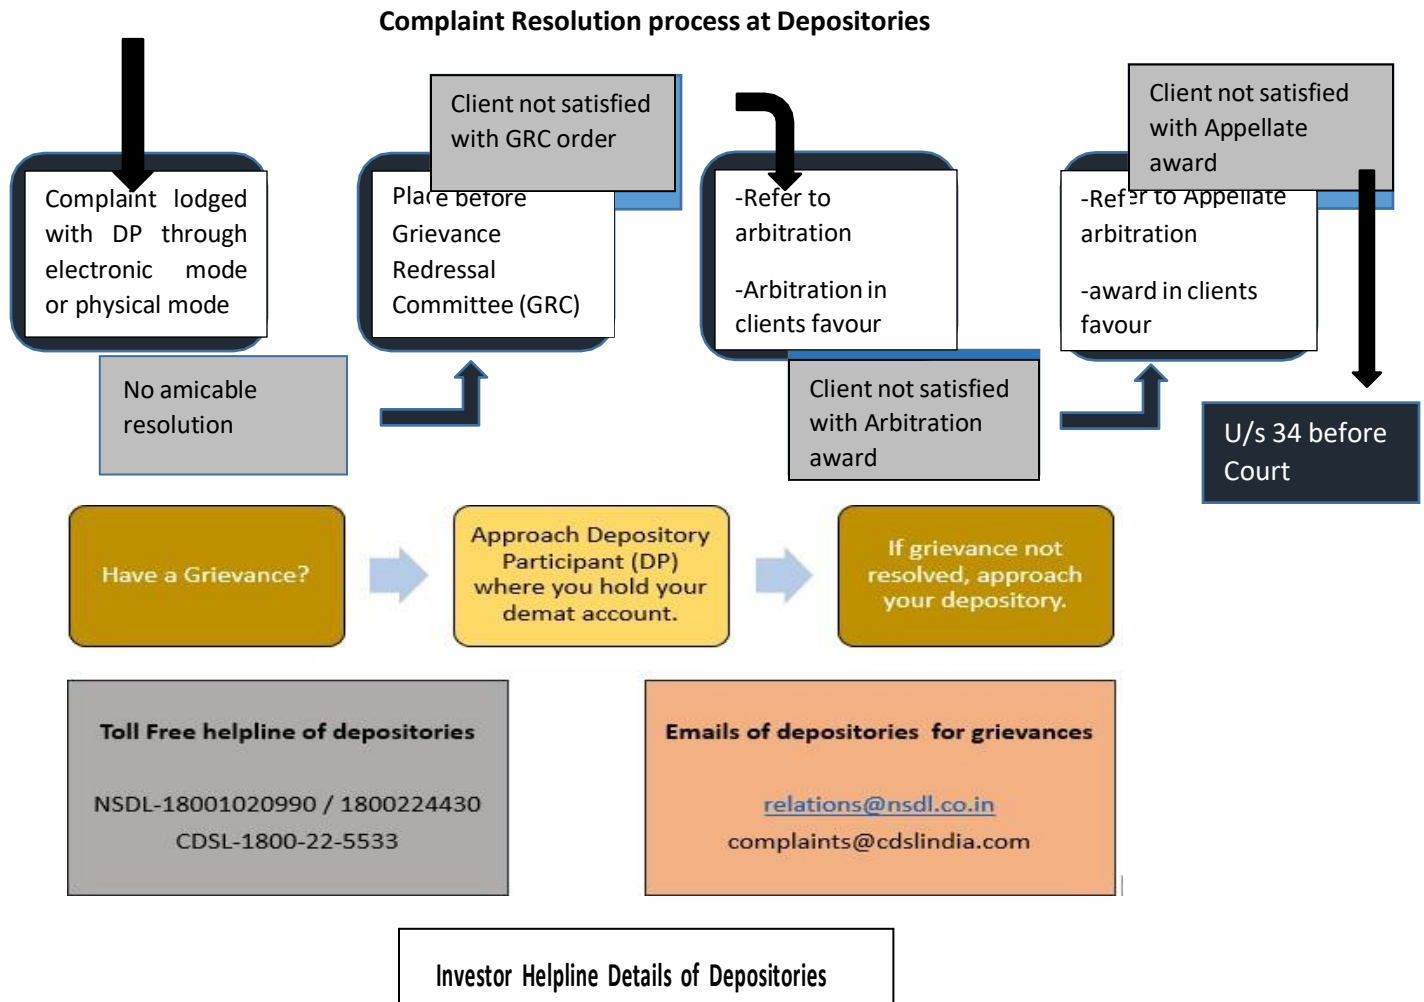 Complaint Resolution process at Depositories
Complaint lodged
with DP through
electronic mode
or physical mode
No amicable
resolution
Place before
Grievance
Redressal
Committee (GRC)
Client not satisfied
with GRC order
-Refer to
arbitration
-Arbitration in
clients favour
Client not satisfied
with Arbitration
award
-Refer to Appellate
arbitration
-award in clients
favour
Client not satisfied
with Appellate
award
U/s 34 before
Court
Have a Grievance?
Approach Depository
Participant (DP)
where you hold your
demat account.
If grievance not
resolved, approach
your depository.
Toll Free helpline of depositories
NSDL-18001020990 / 1800224430
CDSL-1800-22-5533
Emails of depositories for grievances
relations@nsdl.co.in
complaints@cdslindia.com
Investor Helpline Details of Depositories